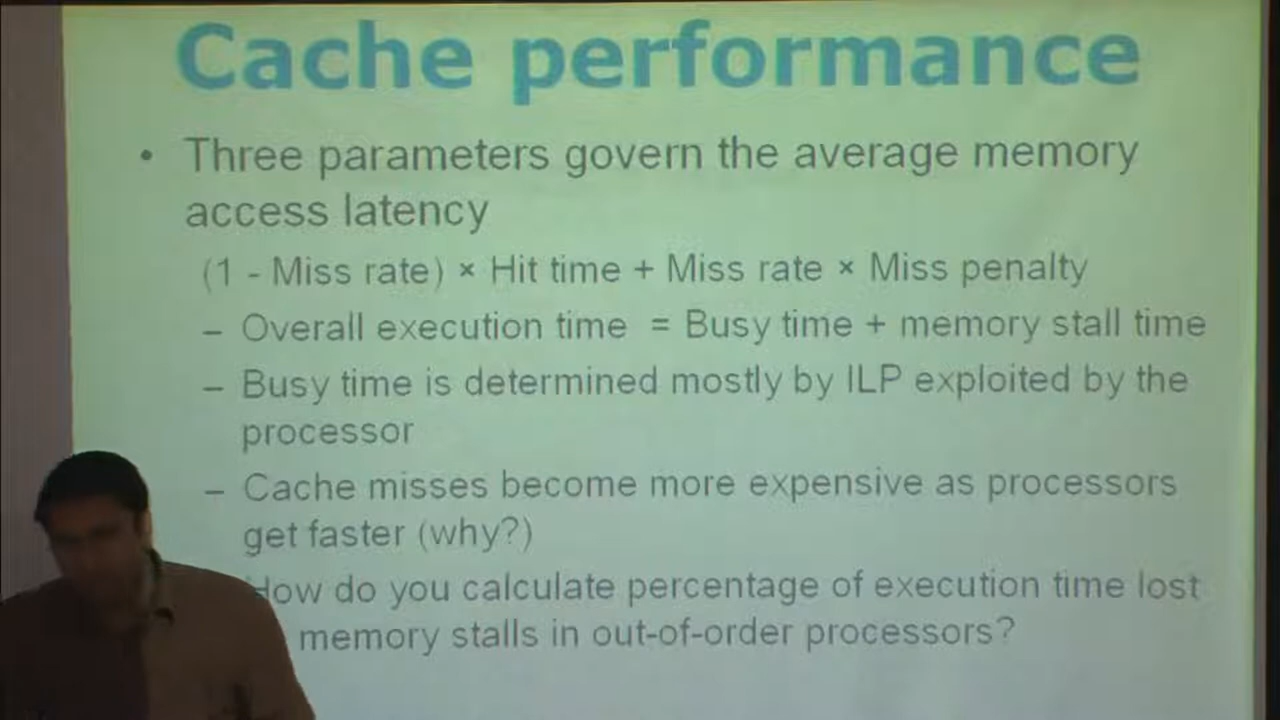 Cache performance
• Three parameters govern the average memory
access latency
(1 - Miss rate) × Hit time + Miss rate × Miss penalty
– Overall execution time = Busy time + memory stall time
– Busy time is determined mostly by ILP exploited by the
processor
– Cache misses become more expensive as processors
get faster (why?)
How do you calculate percentage of execution time lost
memory stalls in out-of-order processors?